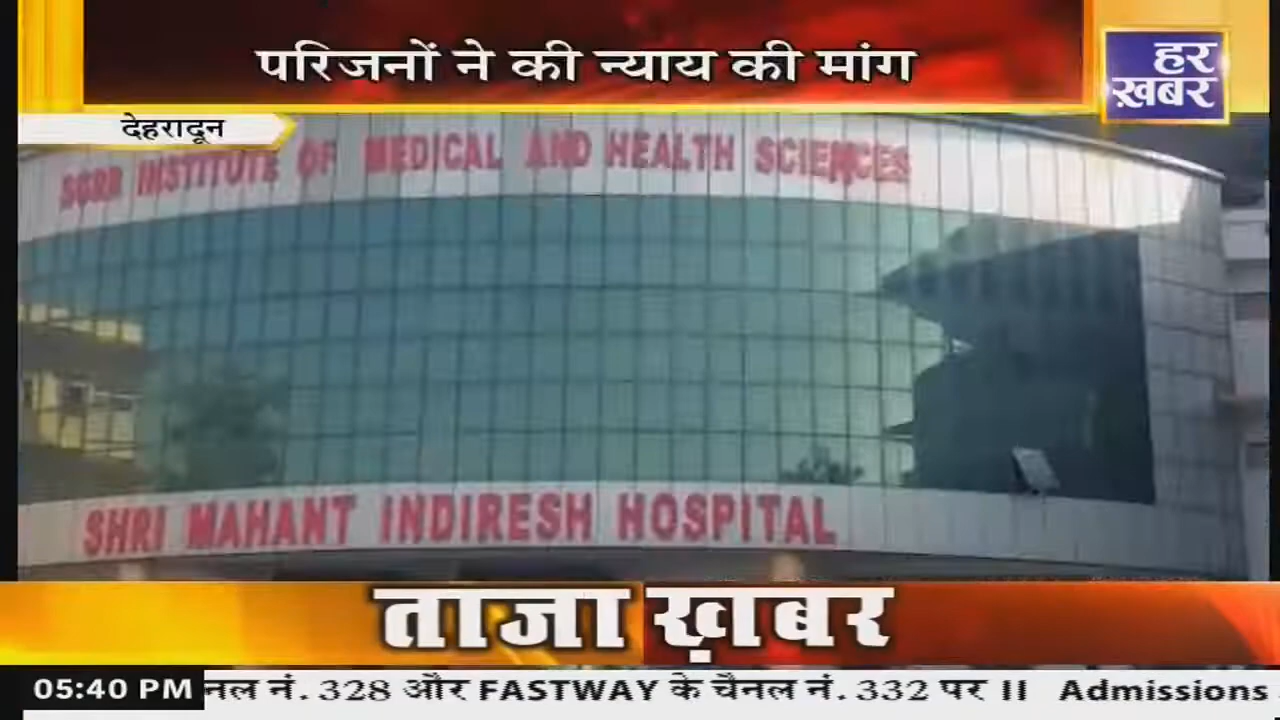 परिजनों ने की न्याय की मांग
हर
ख़बर
देहरादून
SGRR INSTITUTE OF MEDICAL AND HEALTH SCIENCES
SHRI MAHANT INDIRESH HOSPITAL
ताजा ख़बर
05:40 PM नल नं. 328 और FASTWAY के चैनल नं. 332 पर II Admissions